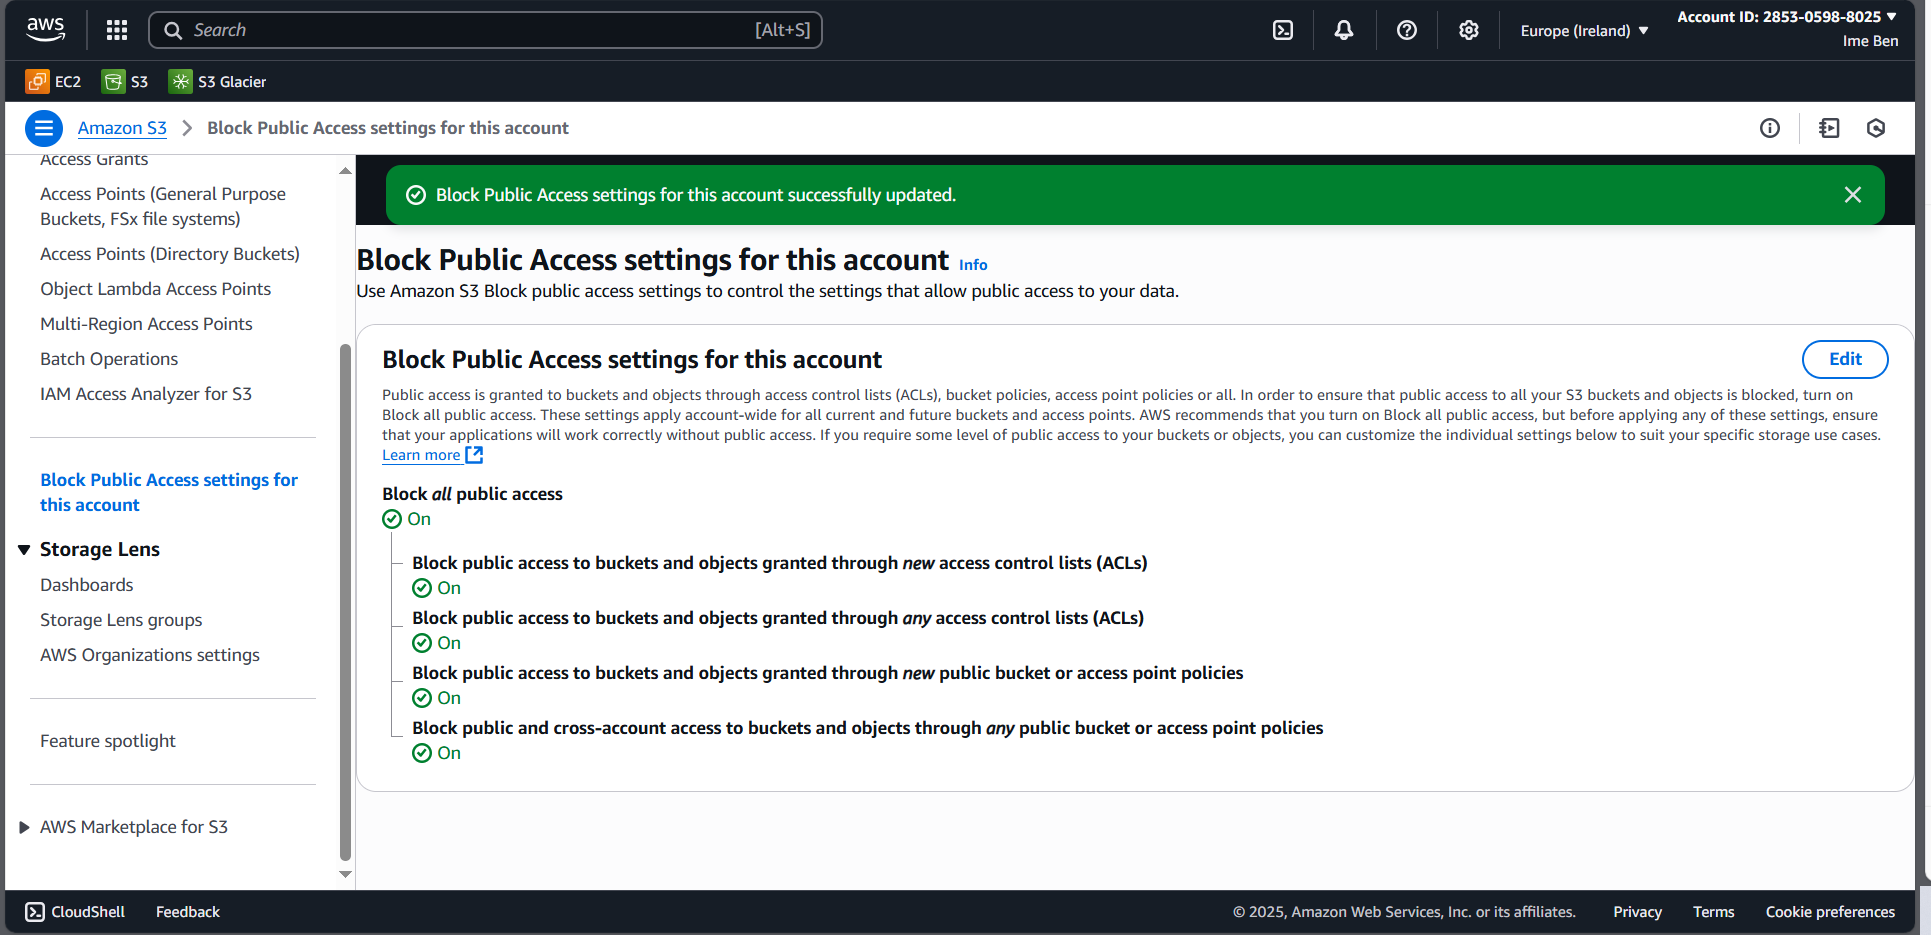 aws
Search
[Alt+S]
Europe (Ireland)
Account ID: 2853-0598-8025
Ime Ben
EC2
S3
S3 Glacier
Amazon S3
Block Public Access settings for this account
Access Grants
Access Points (General Purpose
Buckets, FSx file systems)
Access Points (Directory Buckets)
Object Lambda Access Points
Multi-Region Access Points
Batch Operations
IAM Access Analyzer for S3
Block Public Access settings for
this account
Storage Lens
Dashboards
Storage Lens groups
AWS Organizations settings
Feature spotlight
AWS Marketplace for S3
Block Public Access settings for this account successfully updated.
Block Public Access settings for this account Info
Use Amazon S3 Block public access settings to control the settings that allow public access to your data.
Block Public Access settings for this account
Edit
Public access is granted to buckets and objects through access control lists (ACLs), bucket policies, access point policies or all. In order to ensure that public access to all your S3 buckets and objects is blocked, turn on
Block all public access. These settings apply account-wide for all current and future buckets and access points. AWS recommends that you turn on Block all public access, but before applying any of these settings, ensure
that your applications will work correctly without public access. If you require some level of public access to your buckets or objects, you can customize the individual settings below to suit your specific storage use cases.
Learn more
Block all public access
On
Block public access to buckets and objects granted through new access control lists (ACLs)
On
Block public access to buckets and objects granted through any access control lists (ACLs)
On
Block public access to buckets and objects granted through new public bucket or access point policies
On
Block public and cross-account access to buckets and objects through any public bucket or access point policies
On
CloudShell
Feedback
© 2025, Amazon Web Services, Inc. or its affiliates.
Privacy
Terms
Cookie preferences